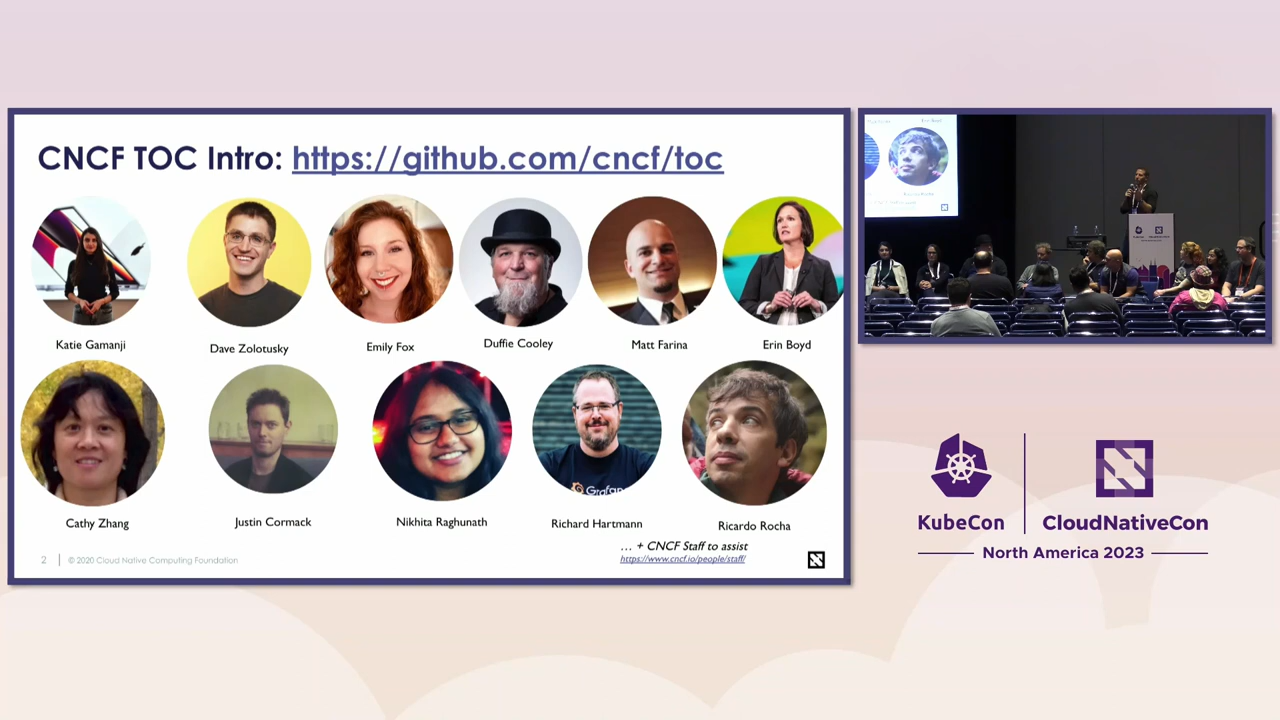 CNCF TOC Intro: https://github.com/cncf/toc
Katie Gamanji
Dave Zolotusky
Emily Fox
Duffie Cooley
Matt Farina
Erin Boyd
Grafan
Cathy Zhang
Justin Cormack
Nikhita Raghunath
Richard Hartmann
Ricardo Rocha
... + CNCF Staff to assist
https://www.cncf.io/people/staff/
2 | © 2020 Cloud Native Computing Foundation
KubeCon
CloudNativeCon
North America 2023